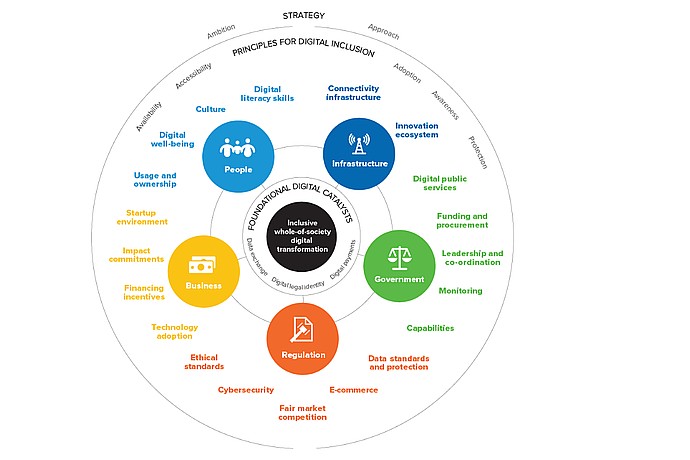 STRATEGY
Ambition
Approach
PRINCIPLES FOR DIGITAL INCLUSION
Availability
Accessibility
Adoption
Awareness
Protection
Digital
literacy skills
Culture
Digital
well-being
Usage and
ownership
People
Connectivity
infrastructure
Innovation
ecosystem
Infrastructure
Digital public
services
Funding and
procurement
Leadership and
co-ordination
Monitoring
Capabilities
Government
Startup
environment
Impact
commitments
Financing
incentives
Technology
adoption
Business
FOUNDATIONAL DIGITAL CATALYSTS
Data exchange
Digital legal identity
Digital payments
Inclusive
whole-of-society
digital
transformation
Regulation
Ethical
standards
Cybersecurity
Fair market
competition
E-commerce
Data standards
and protection